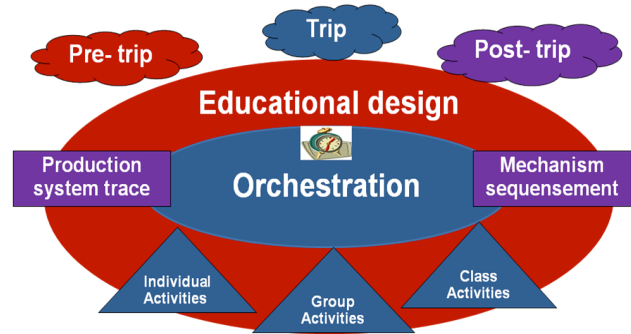 Pre- trip
Trip
Post- trip
Educational design
Production
system trace
Orchestration
Mechanism
sequensement
Individual
Activities
Group
Activities
Class
Activities